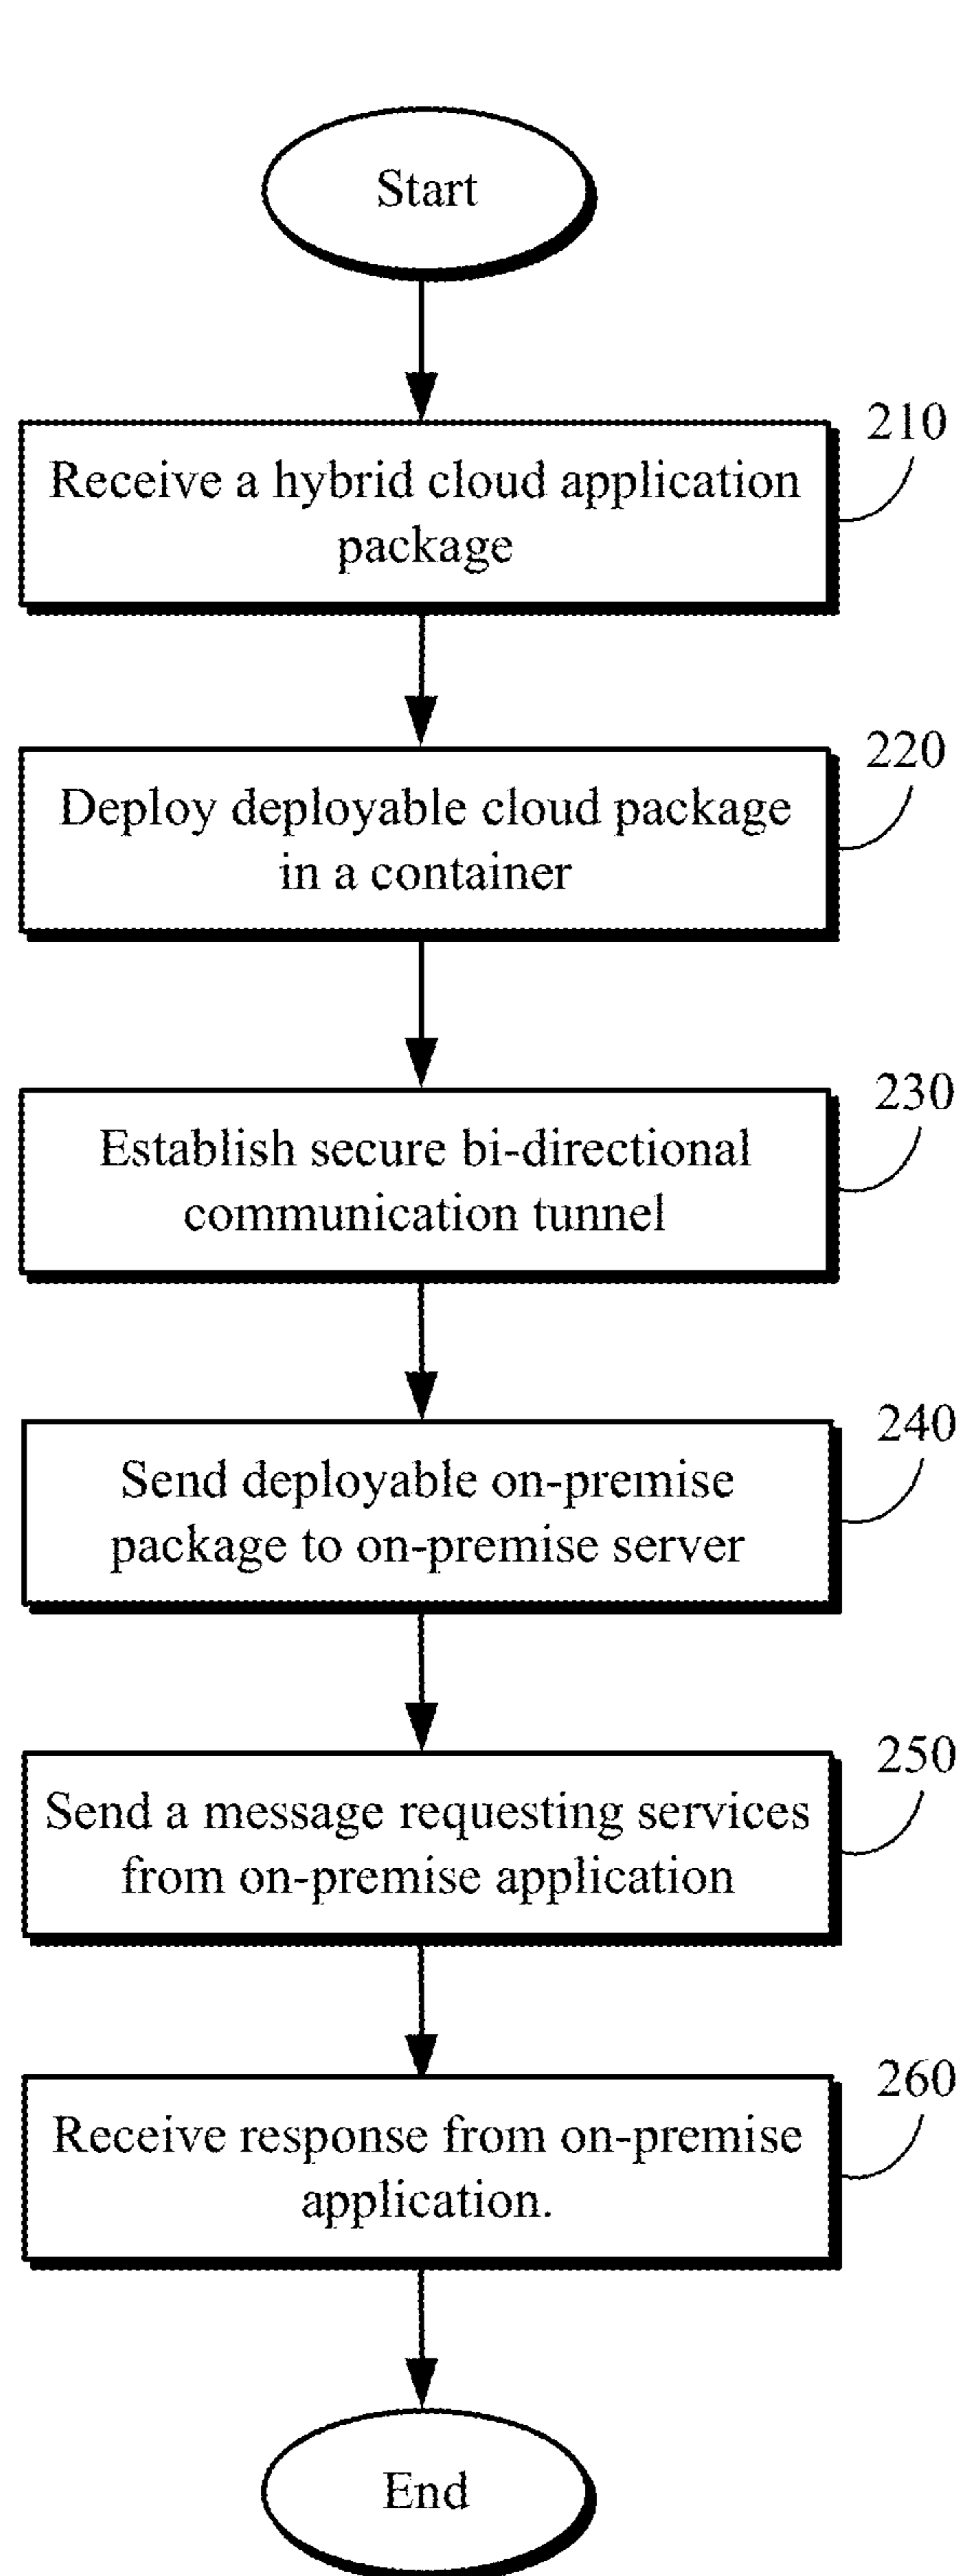 Start
210
Receive a hybrid cloud application
package
220
Deploy deployable cloud package
in a container
230
Establish secure bi-directional
communication tunnel
240
Send deployable on-premise
package to on-premise server
250
Send a message requesting services
from on-premise application
260
Receive response from on-premise
application.
End